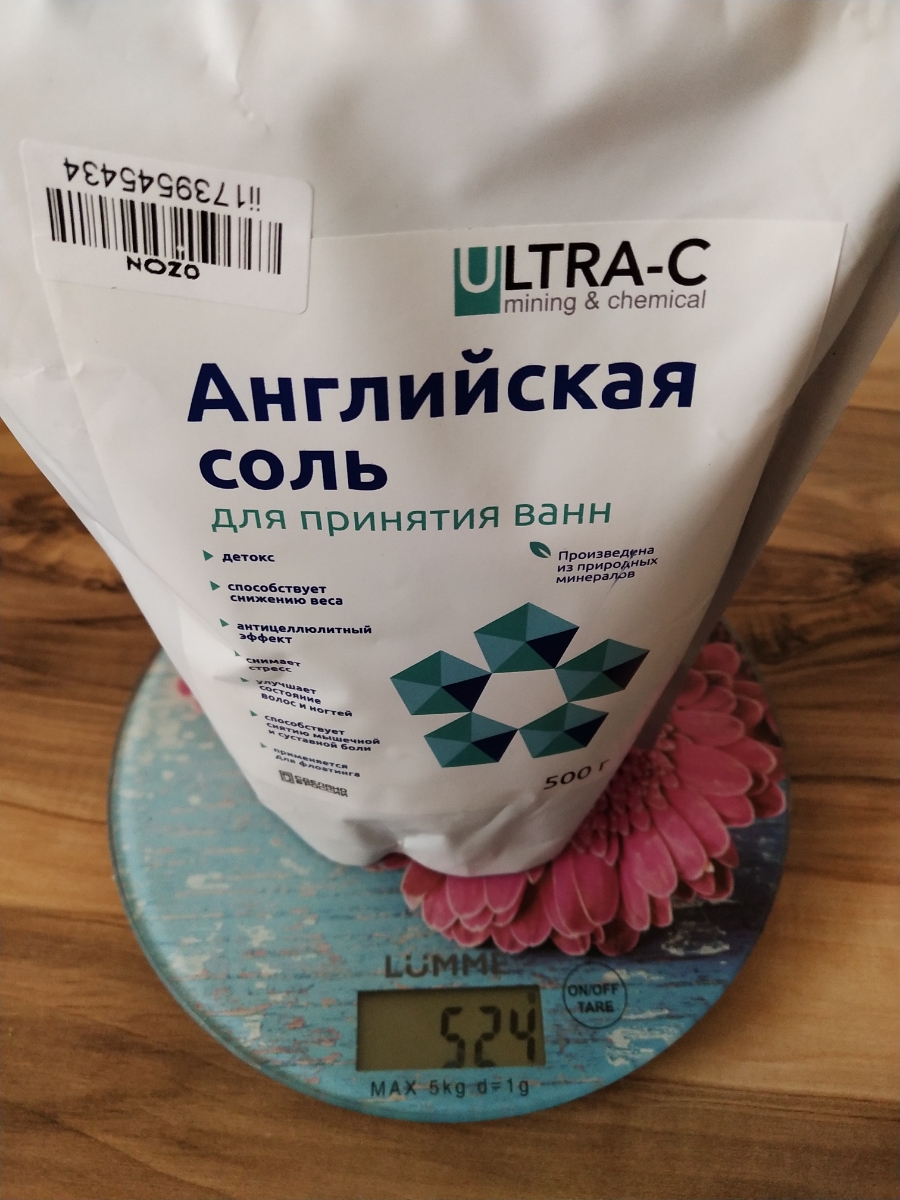 ii1739545434
OZON
ULTRA-C
mining & chemical
Английская
соль
для принятия ванн
детокс
способствует
снижению веса
антицеллюлитный
эффект
снимает
стресс
улучшает
состояние
волос и ногтей
способствует
снятию мышечной
и суставной боли
применяется
для флоатинга
СДЕЛАНО
В РОССИИ
Произведена
из природных
минералов
500 г
LUMME
ON/OFF
TARE
524
MAX 5kg d=1g